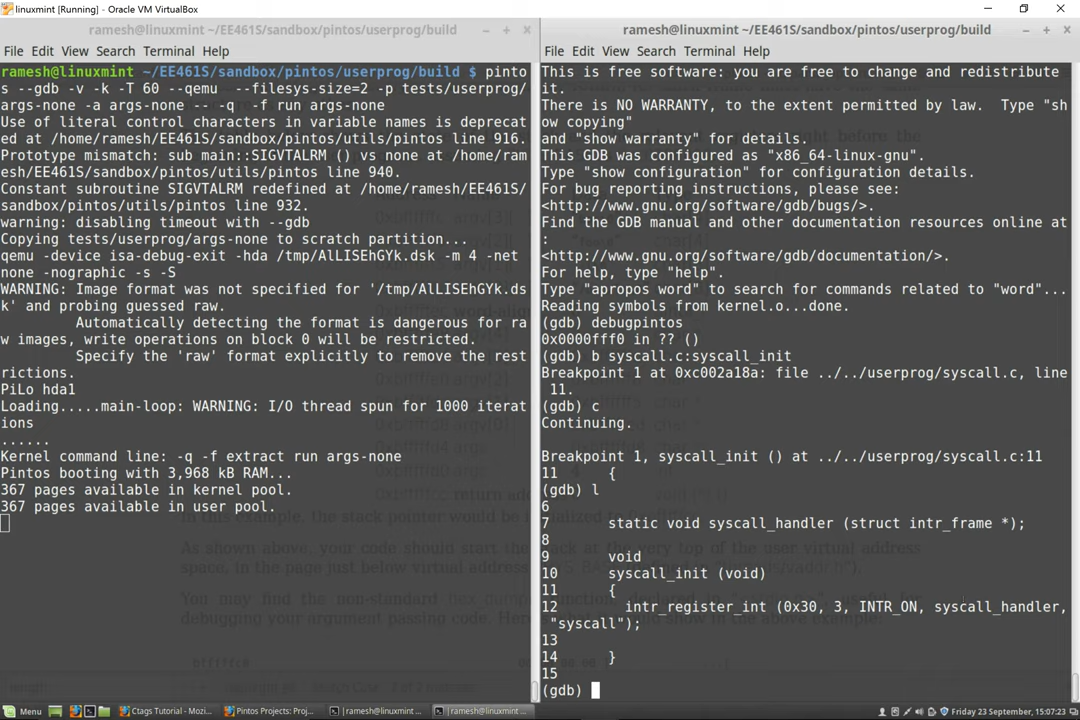 linuxmint [Running] - Oracle VM VirtualBox
ramesh@linuxmint ~/EE461S/sandbox/pintos/userprog/build
File Edit View Search Terminal Help
ramesh@linuxmint ~/EE461S/sandbox/pintos/userprog/build $ pinto
s --gdb -v -k -T 60 --qemu  --filesys-size=2 -p tests/userprog/
args-none -a args-none -- -q  -f run args-none
Use of literal control characters in variable names is deprecat
ed at /home/ramesh/EE461S/sandbox/pintos/utils/pintos line 916.
Prototype mismatch: sub main::SIGVTALRM () vs none at /home/ram
esh/EE461S/sandbox/pintos/utils/pintos line 940.
Constant subroutine SIGVTALRM redefined at /home/ramesh/EE461S/
sandbox/pintos/utils/pintos line 932.
warning: disabling timeout with --gdb
Copying tests/userprog/args-none to scratch partition...
qemu -device isa-debug-exit -hda /tmp/AlLISEhGYk.dsk -m 4 -net
none -nographic -s -S
WARNING: Image format was not specified for '/tmp/AlLISEhGYk.ds
k' and probing guessed raw.
Automatically detecting the format is dangerous for ra
w images, write operations on block 0 will be restricted.
Specify the 'raw' format explicitly to remove the rest
rictions.
PiLo hda1
Loading.....main-loop: WARNING: I/O thread spun for 1000 iterat
ions
......
Kernel command line: -q -f extract run args-none
Pintos booting with 3,968 kB RAM...
367 pages available in kernel pool.
367 pages available in user pool.
ramesh@linuxmint ~/EE461S/sandbox/pintos/userprog/build
File Edit View Search Terminal Help
This is free software: you are free to change and redistribute
it.
There is NO WARRANTY, to the extent permitted by law.  Type "sh
ow copying"
and "show warranty" for details.
This GDB was configured as "x86_64-linux-gnu".
Type "show configuration" for configuration details.
For bug reporting instructions, please see:
<http://www.gnu.org/software/gdb/bugs/>.
Find the GDB manual and other documentation resources online at
:
<http://www.gnu.org/software/gdb/documentation/>.
For help, type "help".
Type "apropos word" to search for commands related to "word"...
Reading symbols from kernel.o...done.
(gdb) debugpintos
0x0000fff0 in ?? ()
(gdb) b syscall.c:syscall_init
Breakpoint 1 at 0xc002a18a: file ../../userprog/syscall.c, line
11.
(gdb) c
Continuing.
Breakpoint 1, syscall_init () at ../../userprog/syscall.c:11
11 {
(gdb) l
6
7 static void syscall_handler (struct intr_frame *);
8
9 void
10 syscall_init (void)
11 {
12 intr_register_int (0x30, 3, INTR_ON, syscall_handler,
"syscall");
13
14 }
15
(gdb)
Menu
Ctags Tutorial - Mozi...
Pintos Projects: Proj...
[ramesh@linuxmint ...
[ramesh@linuxmint ...
Friday 23 September, 15:07:23